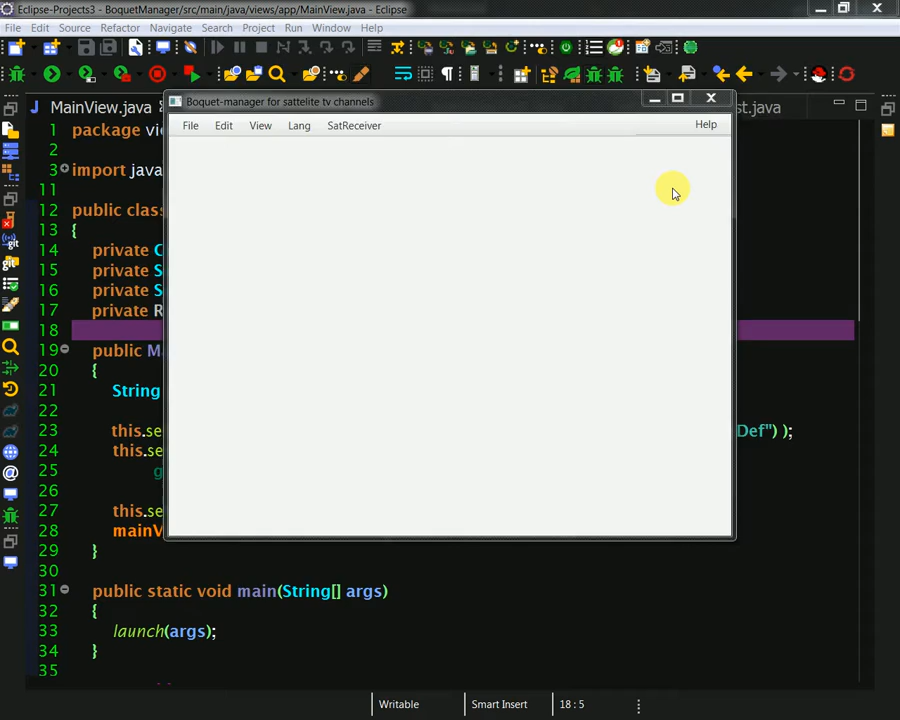 Eclipse-Projects3 - BoquetManager/src/main/java/views/app/MainView.java - Eclipse
File Edit Source Refactor Navigate Search Project Run Window Help
MainView.java st.java
Boquet-manager for sattelite tv channels
File Edit View Lang SatReceiver Help
1 package vi
2
3 import java
11
12 public clas
13 {
14 private C
15 private S
16 private S
17 private R
18
19 public M
20 {
21 String
22
23 this.se Def") );
24 this.se
25 g
26
27 this.se
28 mainV
29 }
30
31 public static void main(String[] args)
32 {
33 launch(args);
34 }
35
Writable Smart Insert 18 : 5